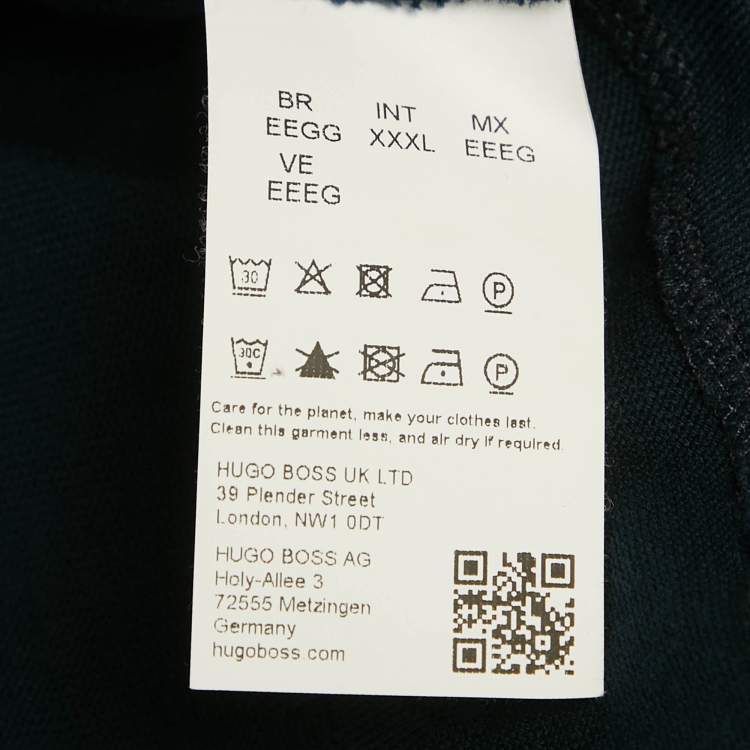 BR INT MX
EEGG XXXL EEEG
VE
EEEG
30 P
30C P
Care for the planet, make your clothes last.
Clean this garment less, and air dry if required.
HUGO BOSS UK LTD
39 Plender Street
London, NW1 0DT
HUGO BOSS AG
Holy-Allee 3
72555 Metzingen
Germany
hugoboss.com